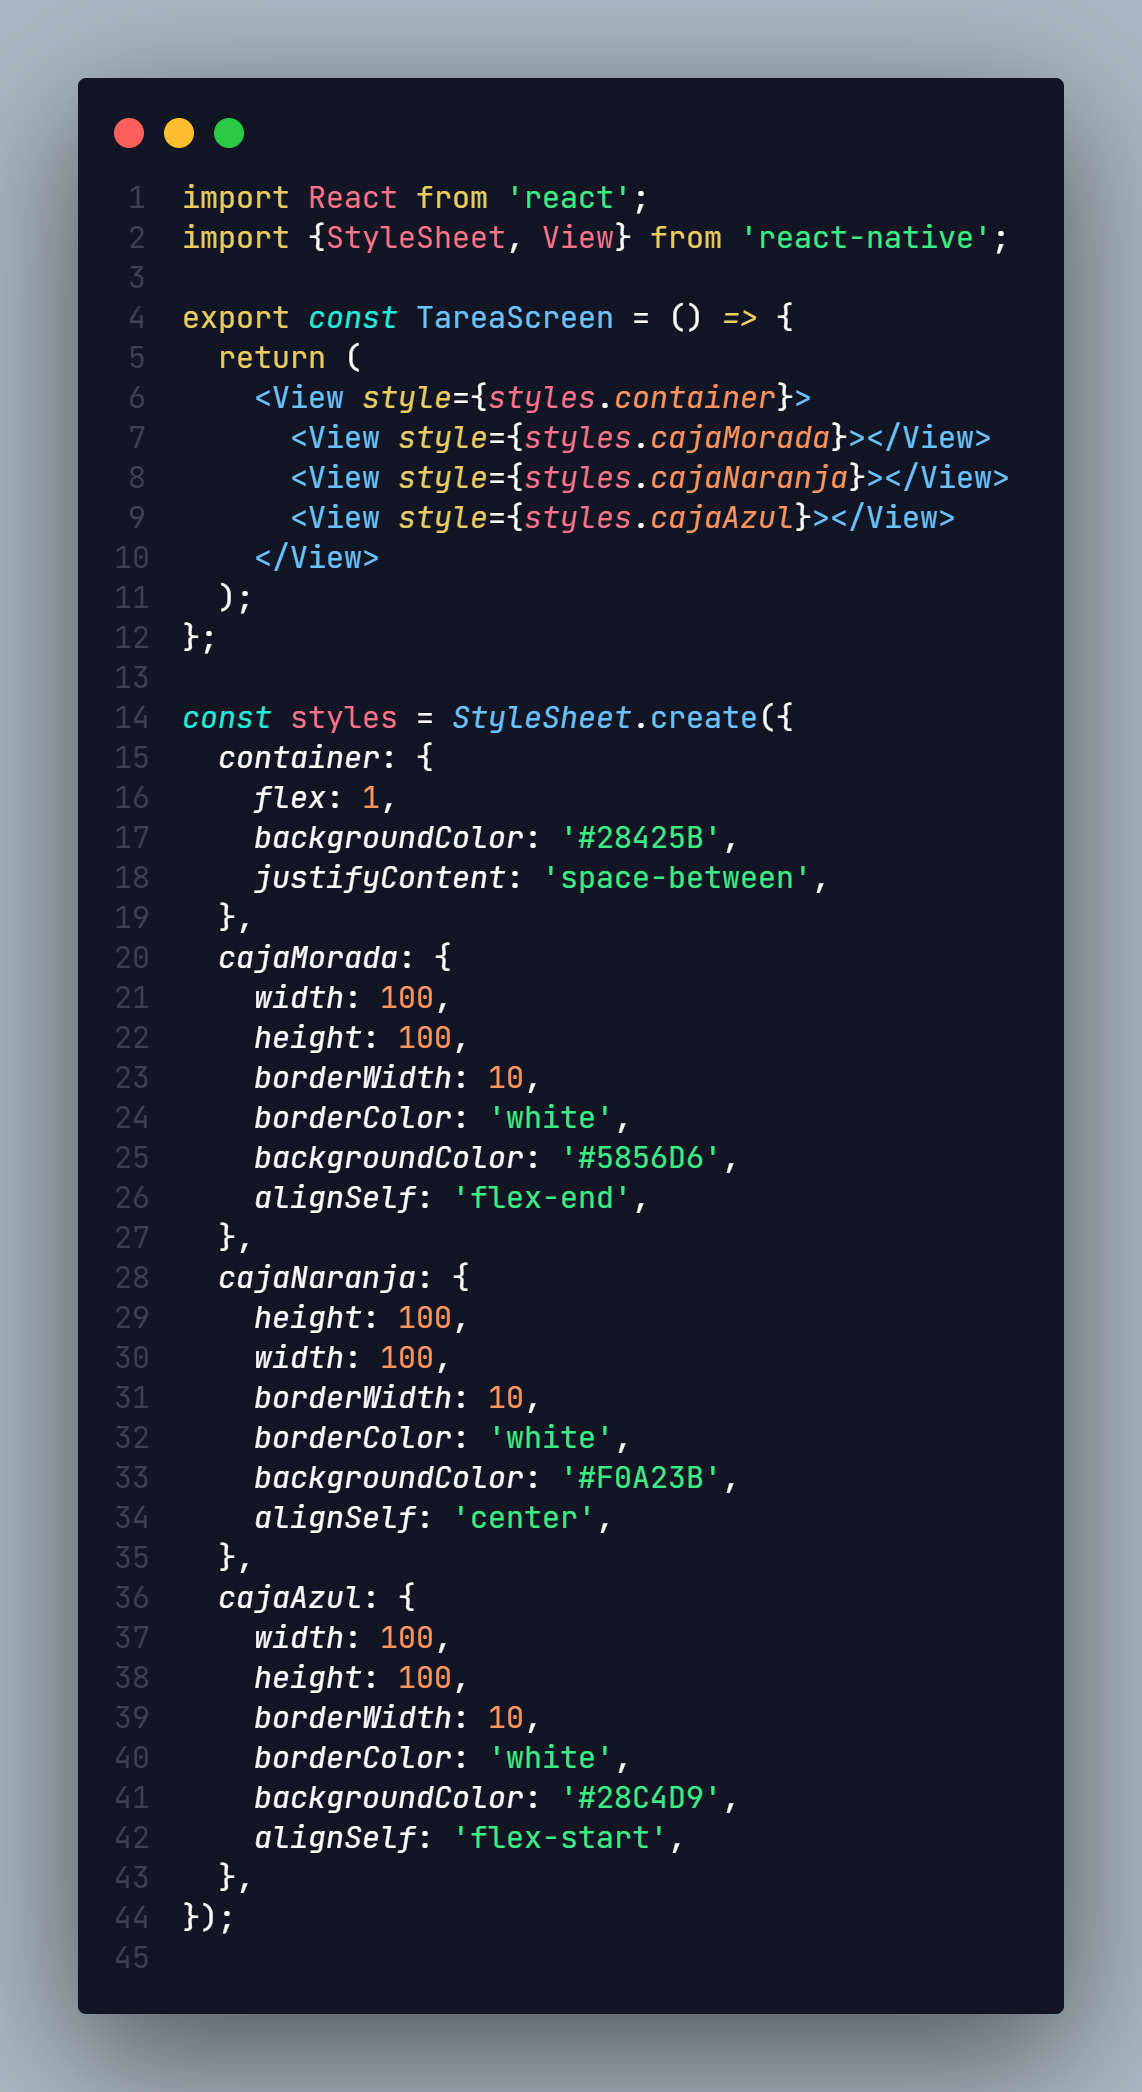 1 import React from 'react';
2 import {StyleSheet, View} from 'react-native';
3
4 export const TareaScreen = () => {
5   return (
6     <View style={styles.container}>
7       <View style={styles.cajaMorada}></View>
8       <View style={styles.cajaNaranja}></View>
9       <View style={styles.cajaAzul}></View>
10     </View>
11   );
12 };
13
14 const styles = StyleSheet.create({
15   container: {
16     flex: 1,
17     backgroundColor: '#28425B',
18     justifyContent: 'space-between',
19   },
20   cajaMorada: {
21     width: 100,
22     height: 100,
23     borderWidth: 10,
24     borderColor: 'white',
25     backgroundColor: '#5856D6',
26     alignSelf: 'flex-end',
27   },
28   cajaNaranja: {
29     height: 100,
30     width: 100,
31     borderWidth: 10,
32     borderColor: 'white',
33     backgroundColor: '#F0A23B',
34     alignSelf: 'center',
35   },
36   cajaAzul: {
37     width: 100,
38     height: 100,
39     borderWidth: 10,
40     borderColor: 'white',
41     backgroundColor: '#28C4D9',
42     alignSelf: 'flex-start',
43   },
44 });
45